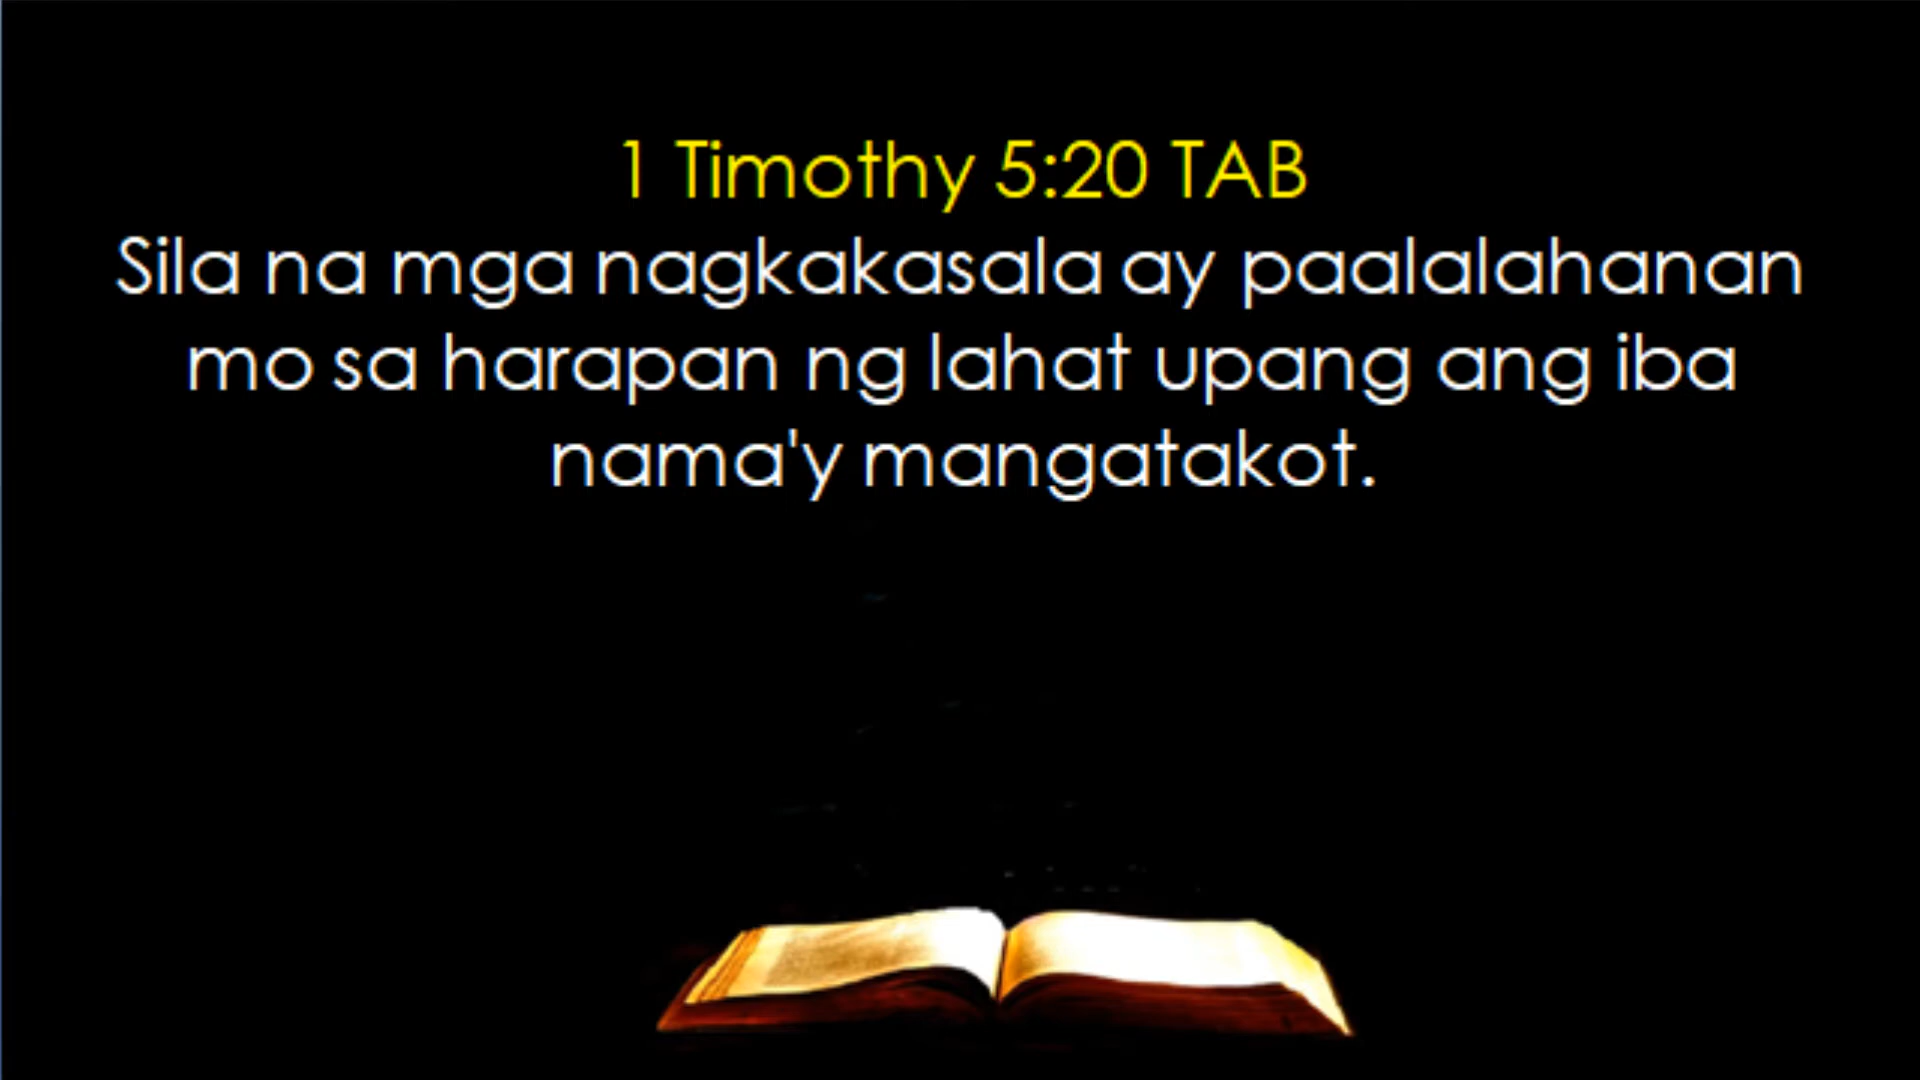 1 Timothy 5:20 TAB
Sila na mga nagkakasala ay paalalahanan
mo sa harapan ng lahat upang ang iba
nama'y mangatakot.